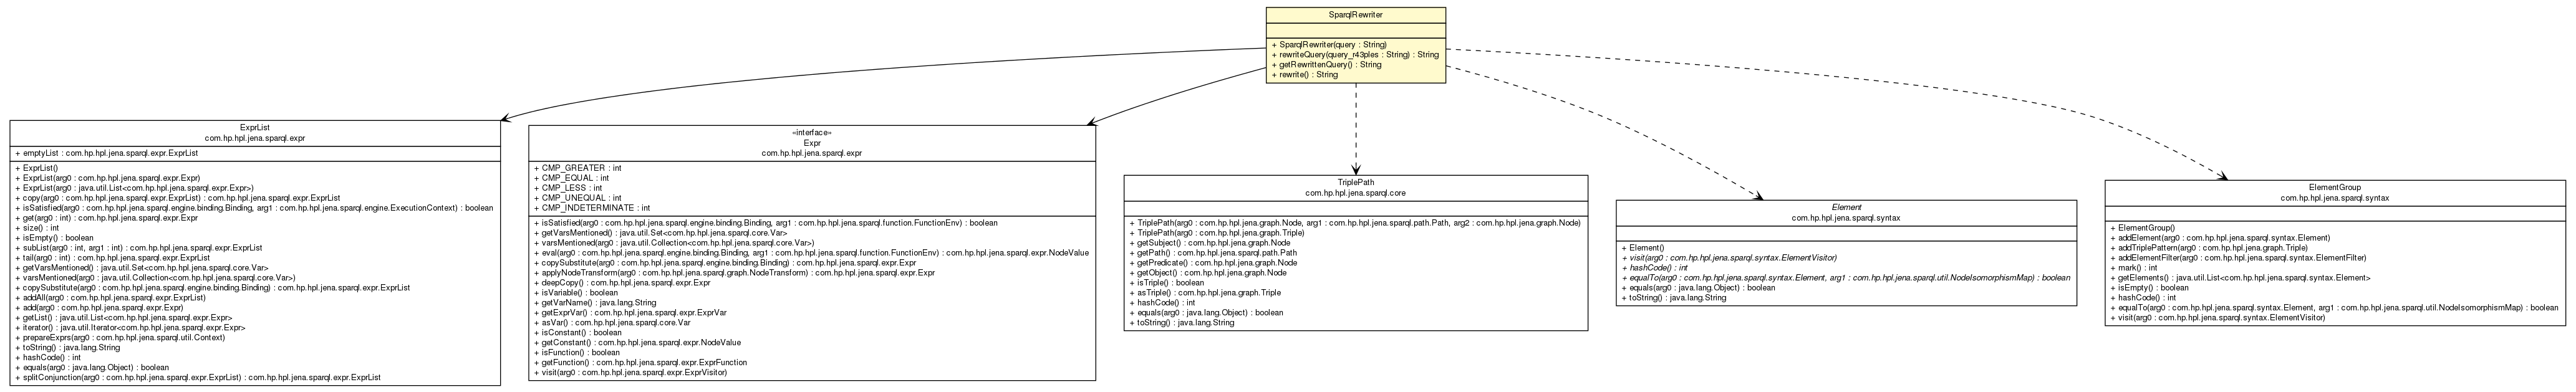 SparqlRewriter
+ SparqlRewriter(query : String)
+ rewriteQuery(query_r43ples : String) : String
+ getRewrittenQuery() : String
+ rewrite() : String
ExprList
com.hp.hpl.jena.sparql.expr
+ emptyList : com.hp.hpl.jena.sparql.expr.ExprList
+ ExprList()
+ ExprList(arg0 : com.hp.hpl.jena.sparql.expr.Expr)
+ ExprList(arg0 : java.util.List<com.hp.hpl.jena.sparql.expr.Expr>)
+ copy(arg0 : com.hp.hpl.jena.sparql.expr.ExprList) : com.hp.hpl.jena.sparql.expr.ExprList
+ isSatisfied(arg0 : com.hp.hpl.jena.sparql.engine.binding.Binding, arg1 : com.hp.hpl.jena.sparql.engine.ExecutionContext) : boolean
+ get(arg0 : int) : com.hp.hpl.jena.sparql.expr.Expr
+ size() : int
+ isEmpty() : boolean
+ subList(arg0 : int, arg1 : int) : com.hp.hpl.jena.sparql.expr.ExprList
+ tail(arg0 : int) : com.hp.hpl.jena.sparql.expr.ExprList
+ getVarsMentioned() : java.util.Set<com.hp.hpl.jena.sparql.core.Var>
+ varsMentioned(arg0 : java.util.Collection<com.hp.hpl.jena.sparql.core.Var>)
+ copySubstitute(arg0 : com.hp.hpl.jena.sparql.engine.binding.Binding) : com.hp.hpl.jena.sparql.expr.ExprList
+ addAll(arg0 : com.hp.hpl.jena.sparql.expr.ExprList)
+ add(arg0 : com.hp.hpl.jena.sparql.expr.Expr)
+ getList() : java.util.List<com.hp.hpl.jena.sparql.expr.Expr>
+ iterator() : java.util.Iterator<com.hp.hpl.jena.sparql.expr.Expr>
+ prepareExprs(arg0 : com.hp.hpl.jena.sparql.util.Context)
+ toString() : java.lang.String
+ hashCode() : int
+ equals(arg0 : java.lang.Object) : boolean
+ splitConjunction(arg0 : com.hp.hpl.jena.sparql.expr.ExprList) : com.hp.hpl.jena.sparql.expr.ExprList
«interface»
Expr
com.hp.hpl.jena.sparql.expr
+ CMP_GREATER : int
+ CMP_EQUAL : int
+ CMP_LESS : int
+ CMP_UNEQUAL : int
+ CMP_INDETERMINATE : int
+ isSatisfied(arg0 : com.hp.hpl.jena.sparql.engine.binding.Binding, arg1 : com.hp.hpl.jena.sparql.function.FunctionEnv) : boolean
+ getVarsMentioned() : java.util.Set<com.hp.hpl.jena.sparql.core.Var>
+ varsMentioned(arg0 : java.util.Collection<com.hp.hpl.jena.sparql.core.Var>)
+ eval(arg0 : com.hp.hpl.jena.sparql.engine.binding.Binding, arg1 : com.hp.hpl.jena.sparql.function.FunctionEnv) : com.hp.hpl.jena.sparql.expr.NodeValue
+ copySubstitute(arg0 : com.hp.hpl.jena.sparql.engine.binding.Binding) : com.hp.hpl.jena.sparql.expr.Expr
+ applyNodeTransform(arg0 : com.hp.hpl.jena.sparql.graph.NodeTransform) : com.hp.hpl.jena.sparql.expr.Expr
+ deepCopy() : com.hp.hpl.jena.sparql.expr.Expr
+ isVariable() : boolean
+ getVarName() : java.lang.String
+ getExprVar() : com.hp.hpl.jena.sparql.expr.ExprVar
+ asVar() : com.hp.hpl.jena.sparql.core.Var
+ isConstant() : boolean
+ getConstant() : com.hp.hpl.jena.sparql.expr.NodeValue
+ isFunction() : boolean
+ getFunction() : com.hp.hpl.jena.sparql.expr.ExprFunction
+ visit(arg0 : com.hp.hpl.jena.sparql.expr.ExprVisitor)
TriplePath
com.hp.hpl.jena.sparql.core
+ TriplePath(arg0 : com.hp.hpl.jena.graph.Node, arg1 : com.hp.hpl.jena.sparql.path.Path, arg2 : com.hp.hpl.jena.graph.Node)
+ TriplePath(arg0 : com.hp.hpl.jena.graph.Triple)
+ getSubject() : com.hp.hpl.jena.graph.Node
+ getPath() : com.hp.hpl.jena.sparql.path.Path
+ getPredicate() : com.hp.hpl.jena.graph.Node
+ getObject() : com.hp.hpl.jena.graph.Node
+ isTriple() : boolean
+ asTriple() : com.hp.hpl.jena.graph.Triple
+ hashCode() : int
+ equals(arg0 : java.lang.Object) : boolean
+ toString() : java.lang.String
Element
com.hp.hpl.jena.sparql.syntax
+ Element()
+ visit(arg0 : com.hp.hpl.jena.sparql.syntax.ElementVisitor)
+ hashCode() : int
+ equalTo(arg0 : com.hp.hpl.jena.sparql.syntax.Element, arg1 : com.hp.hpl.jena.sparql.util.NodeIsomorphismMap) : boolean
+ equals(arg0 : java.lang.Object) : boolean
+ toString() : java.lang.String
ElementGroup
com.hp.hpl.jena.sparql.syntax
+ ElementGroup()
+ addElement(arg0 : com.hp.hpl.jena.sparql.syntax.Element)
+ addTriplePattern(arg0 : com.hp.hpl.jena.graph.Triple)
+ addElementFilter(arg0 : com.hp.hpl.jena.sparql.syntax.ElementFilter)
+ mark() : int
+ getElements() : java.util.List<com.hp.hpl.jena.sparql.syntax.Element>
+ isEmpty() : boolean
+ hashCode() : int
+ equalTo(arg0 : com.hp.hpl.jena.sparql.syntax.Element, arg1 : com.hp.hpl.jena.sparql.util.NodeIsomorphismMap) : boolean
+ visit(arg0 : com.hp.hpl.jena.sparql.syntax.ElementVisitor)